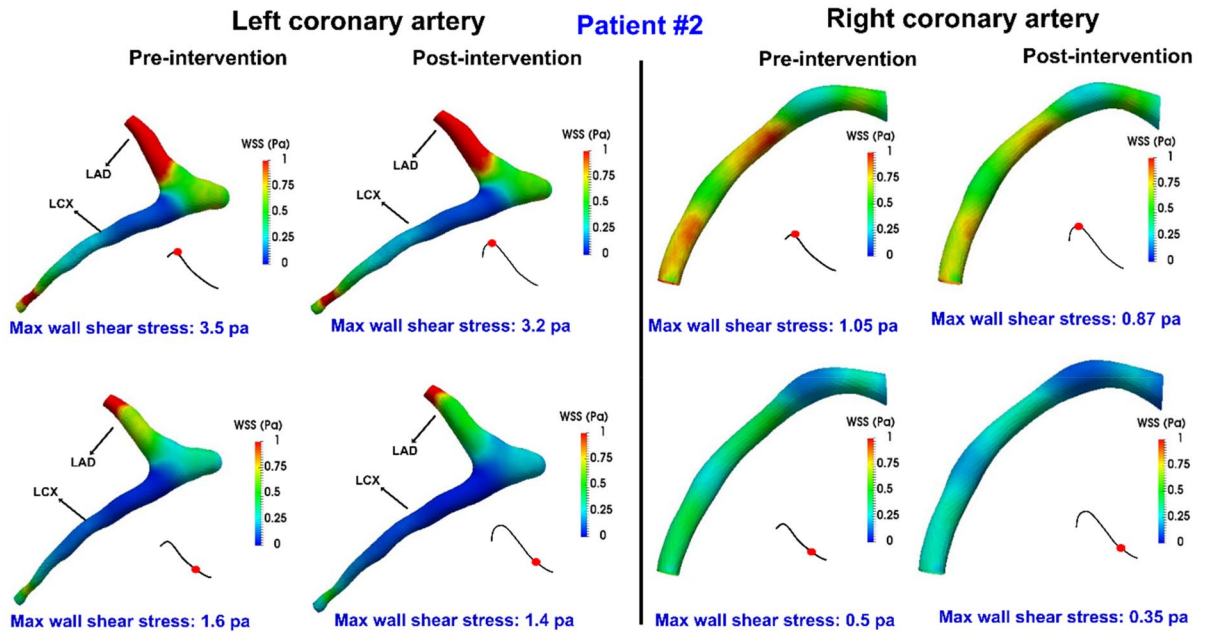 Left coronary artery
Patient #2
Right coronary artery
Pre-intervention
Post-intervention
Pre-intervention
Post-intervention
WSS (Pa)
1
0.75
0.5
0.25
0
LAD
LCX
Max wall shear stress: 3.5 pa
WSS (Pa)
1
0.75
0.5
0.25
0
LAD
LCX
Max wall shear stress: 3.2 pa
WSS (Pa)
1
0.75
0.5
0.25
0
Max wall shear stress: 1.05 pa
WSS (Pa)
1
0.75
0.5
0.25
0
Max wall shear stress: 0.87 pa
WSS (Pa)
1
0.75
0.5
0.25
0
LAD
LCX
Max wall shear stress: 1.6 pa
WSS (Pa)
1
0.75
0.5
0.25
0
LAD
LCX
Max wall shear stress: 1.4 pa
WSS (Pa)
1
0.75
0.5
0.25
0
Max wall shear stress: 0.5 pa
WSS (Pa)
1
0.75
0.5
0.25
0
Max wall shear stress: 0.35 pa